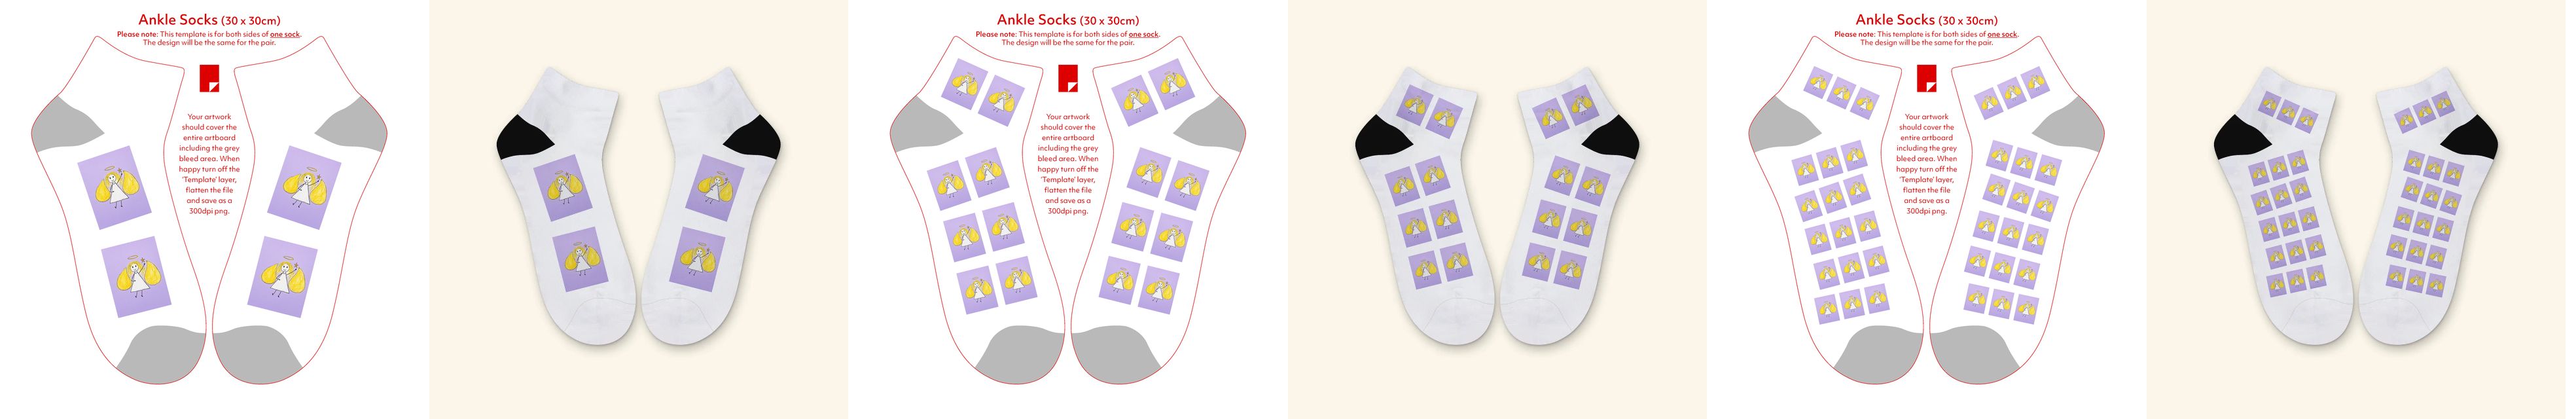 Ankle Socks (30 x 30cm)
Please note: This template is for both sides of one sock.
The design will be the same for the pair.
Your artwork
should cover the
entire artboard
including the grey
bleed area. When
happy turn off the
'Template' layer,
flatten the file
and save as a
300dpi png.
Ankle Socks (30 x 30cm)
Please note: This template is for both sides of one sock.
The design will be the same for the pair.
Your artwork
should cover the
entire artboard
including the grey
bleed area. When
happy turn off the
'Template' layer,
flatten the file
and save as a
300dpi png.
Ankle Socks (30 x 30cm)
Please note: This template is for both sides of one sock.
The design will be the same for the pair.
Your artwork
should cover the
entire artboard
including the grey
bleed area. When
happy turn off the
'Template' layer,
flatten the file
and save as a
300dpi png.